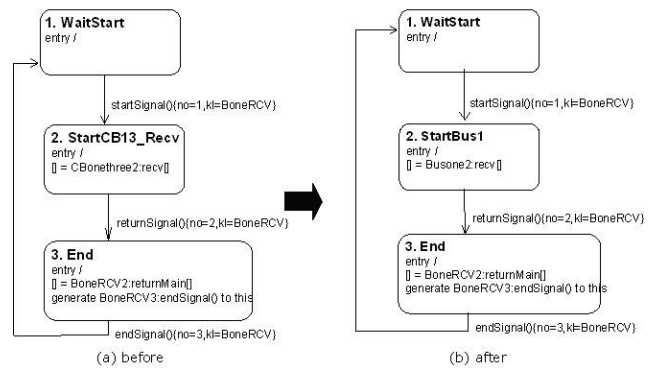 1. WaitStart
entry /
startSignal(){no=1,kl=BoneRCV}
2. StartCB13_Recv
entry /
[] = CBonethree2:recv[]
returnSignal(){no=2,kl=BoneRCV}
3. End
entry /
[] = BoneRCV2:returnMain[]
generate BoneRCV3:endSignal() to this
endSignal(){no=3,kl=BoneRCV}
(a) before
1. WaitStart
entry /
startSignal(){no=1,kl=BoneRCV}
2. StartBus1
entry /
[] = Busone2:recv[]
returnSignal(){no=2,kl=BoneRCV}
3. End
entry /
[] = BoneRCV2:returnMain[]
generate BoneRCV3:endSignal() to this
endSignal(){no=3,kl=BoneRCV}
(b) after